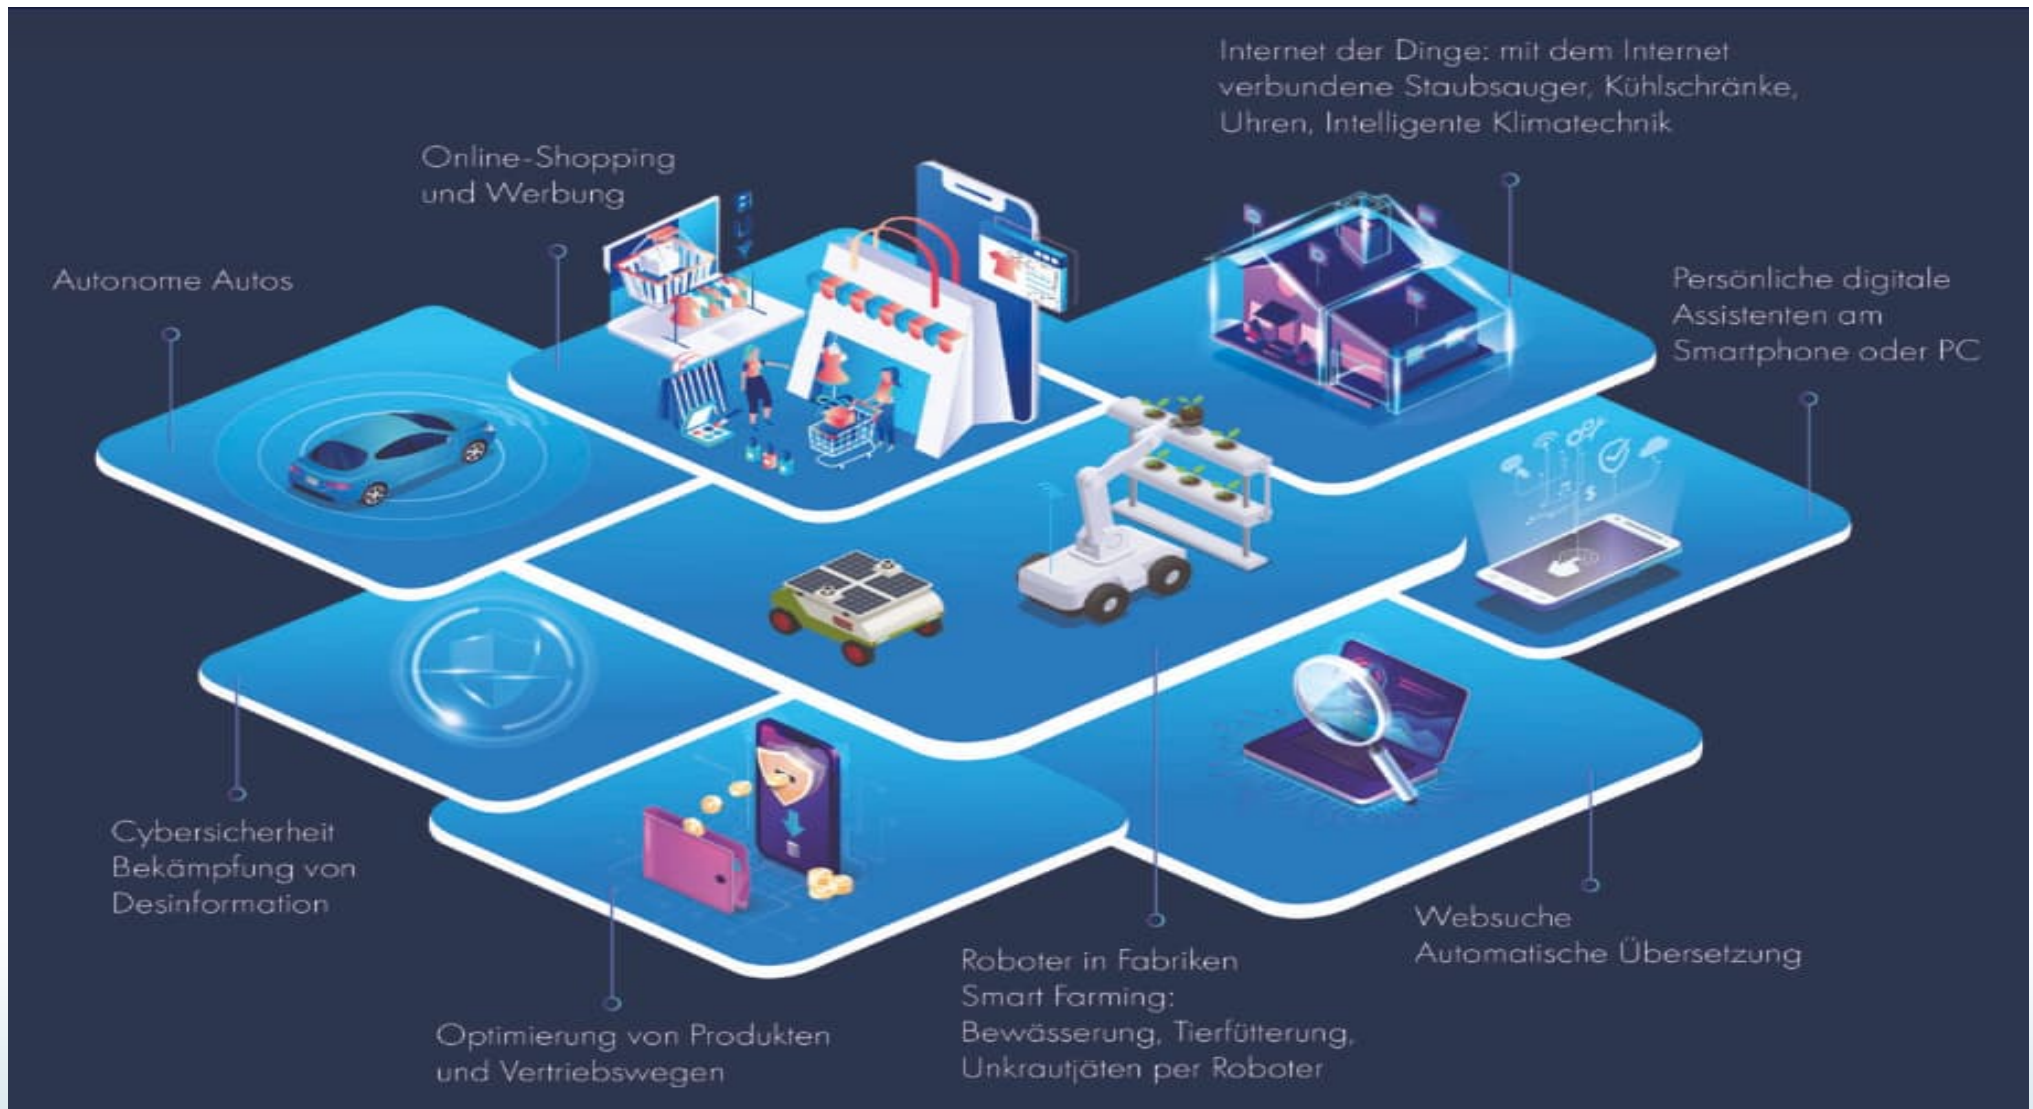 Internet der Dinge: mit dem Internet
verbundene Staubsauger, Kühlschränke,
Uhren, Intelligente Klimatechnik
Online-Shopping
und Werbung
BUY
Autonome Autos
Persönliche digitale
Assistenten am
Smartphone oder PC
Cybersicherheit
Bekämpfung von
Desinformation
Optimierung von Produkten
und Vertriebswegen
Roboter in Fabriken
Smart Farming:
Bewässerung, Tierfütterung,
Unkrautjäten per Roboter
Websuche
Automatische Übersetzung